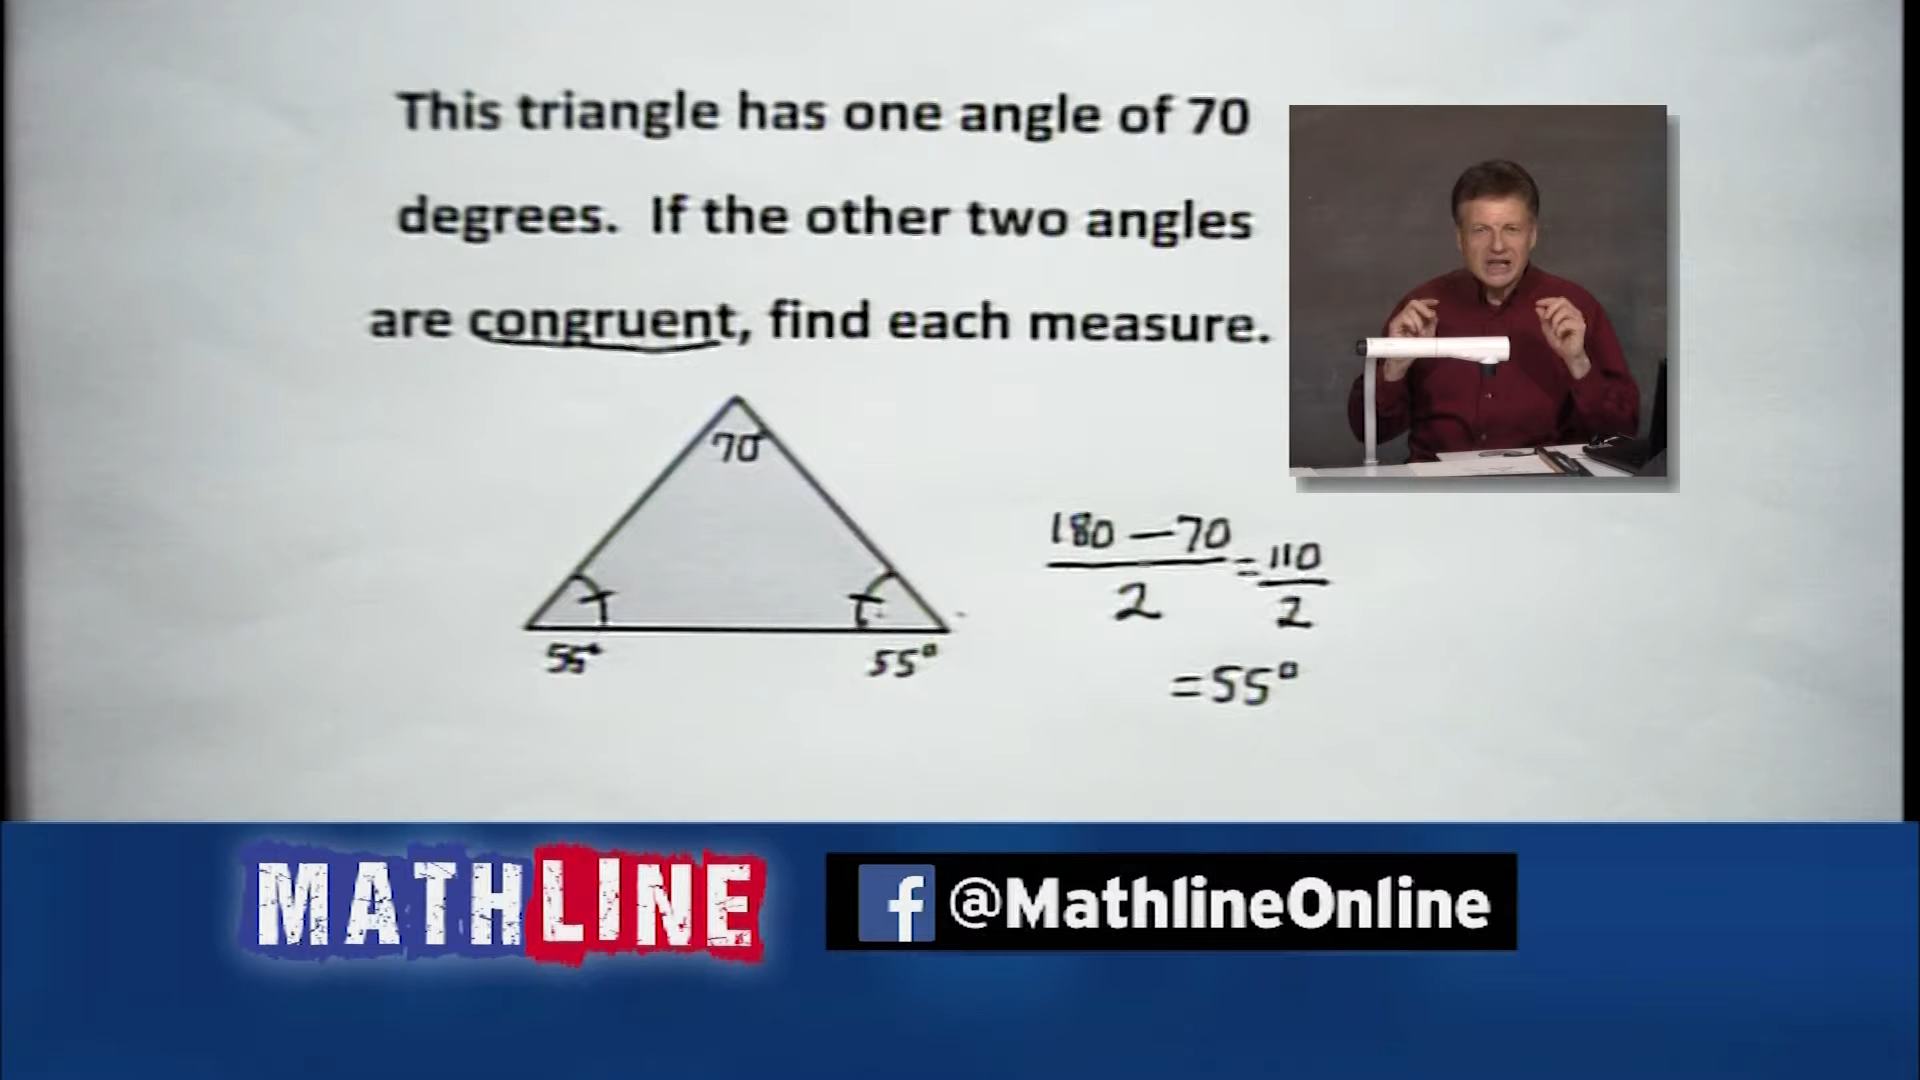 This triangle has one angle of 70
degrees. If the other two angles
are congruent, find each measure.
70
180 – 70
2
= 110
2
= 55°
55°
55°
MATHLINE
f @MathlineOnline